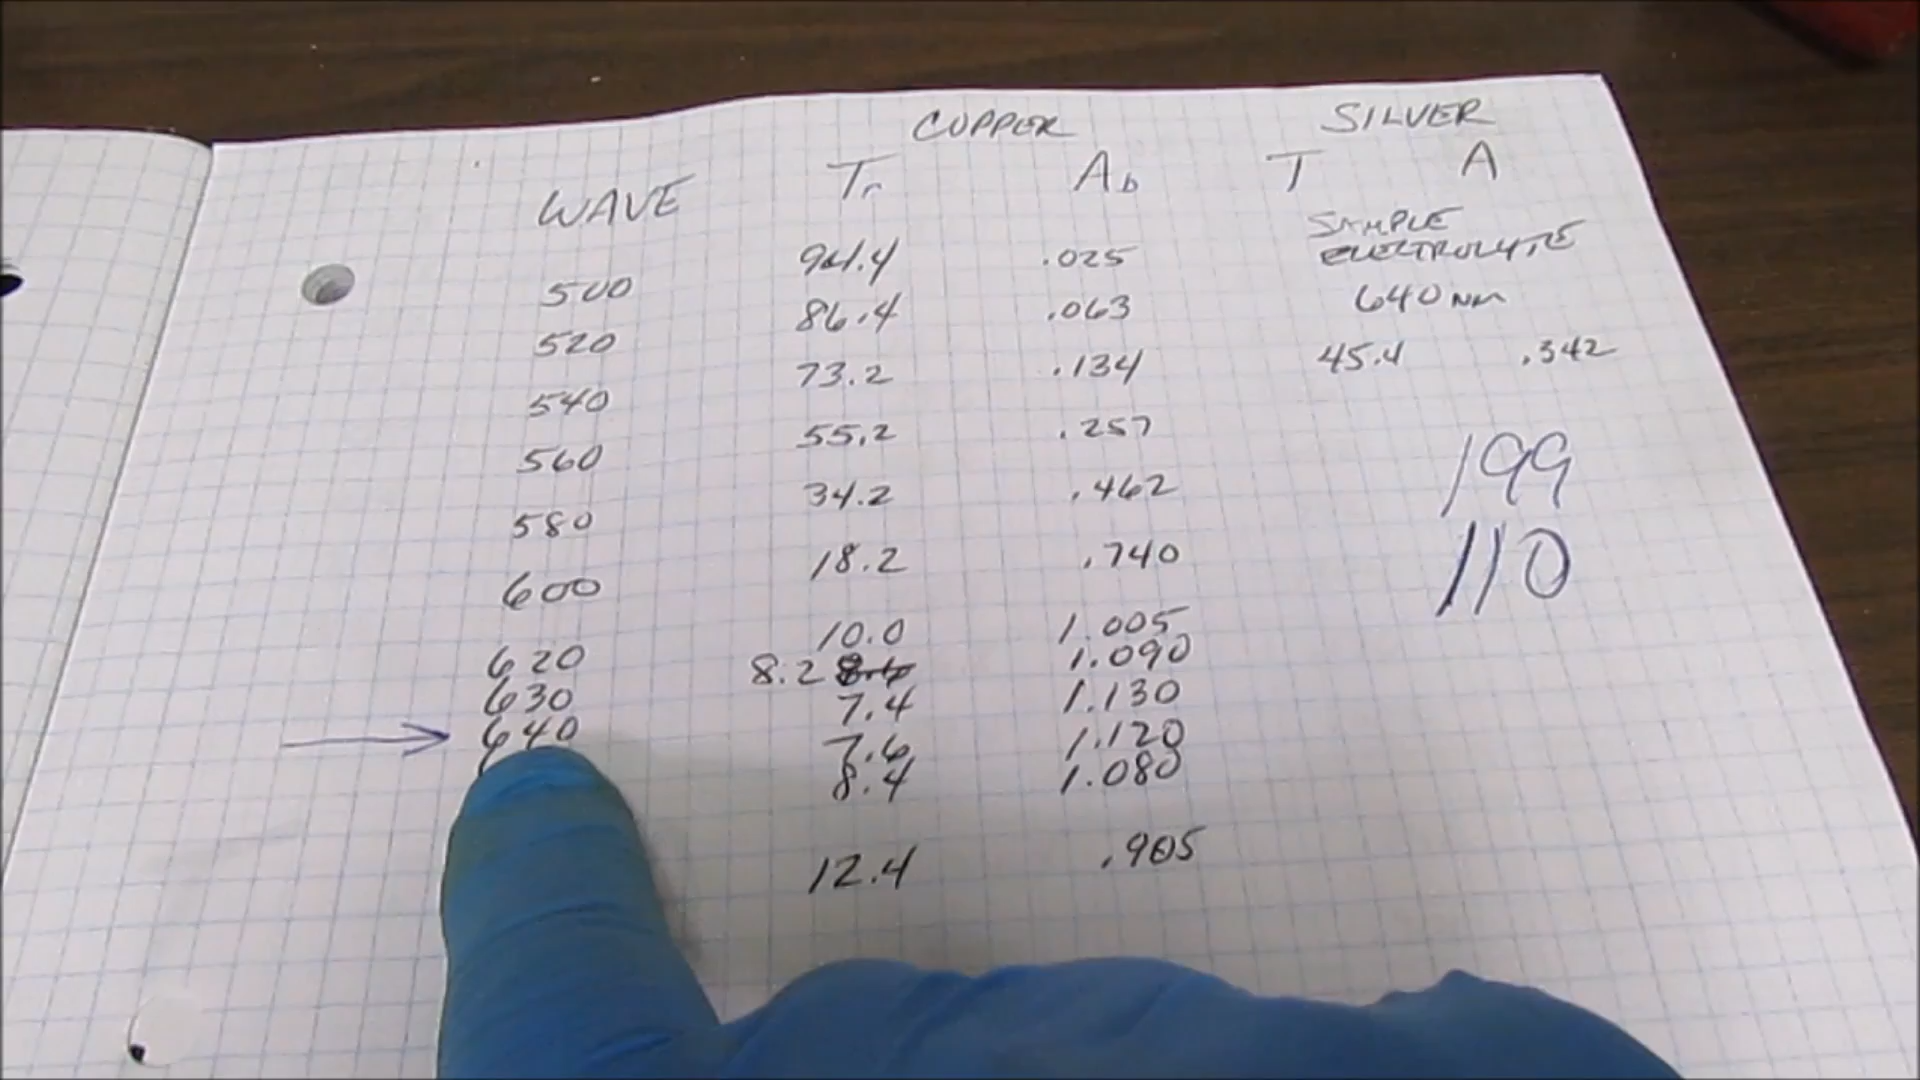 COPPER SILVER
WAVE Tr Ab T A
500 94.4 .025 SAMPLE
ELECTROLYTE
520 86.4 .063 640 nm
540 73.2 .134 45.4 .342
560 55.2 .257
580 34.2 .462 199
600 18.2 .740 110
620 10.0 1.005
630 8.2 1.090
640 7.4 1.130
7.6 1.120
8.4 1.080
12.4 .905